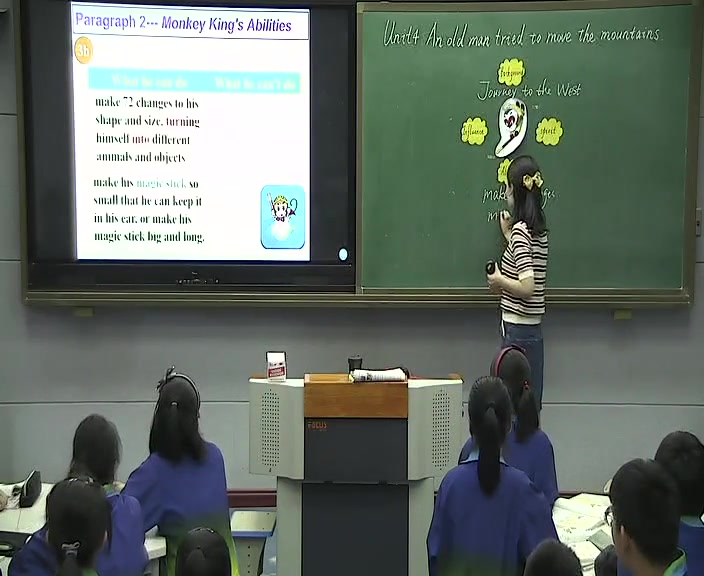 Paragraph 2--- Monkey King's Abilities
3b
What he can do
What he can't do
make 72 changes to his
shape and size, turning
himself into different
animals and objects
make his magic stick so
small that he can keep it
in his ear, or make his
magic stick big and long.
Unit4 An old man tried to move the mountains.
Background
Journey to the West
Influence
spirit
FOCUS